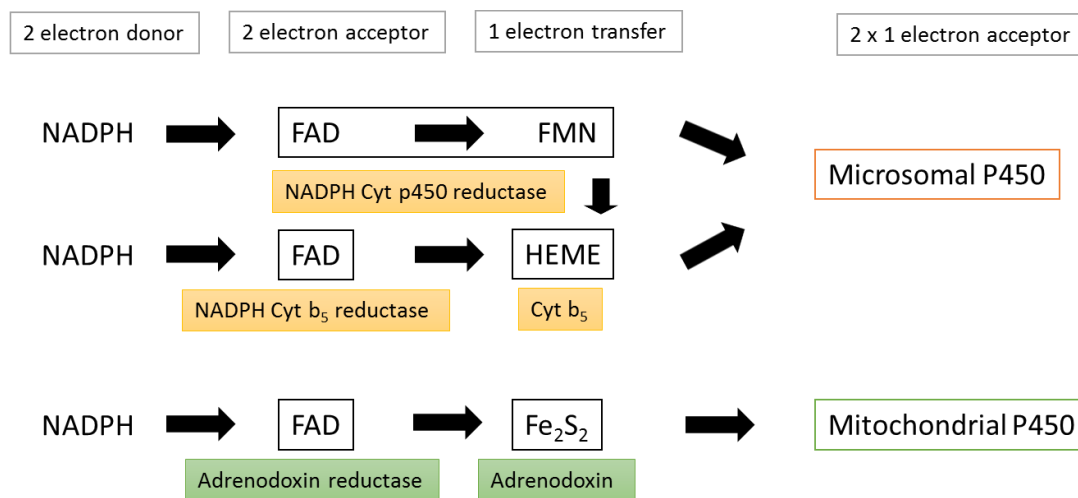 2 electron donor 2 electron acceptor 1 electron transfer 2 x 1 electron acceptor
NADPH FAD FMN
Microsomal P450
NADPH Cyt p450 reductase
NADPH FAD HEME
NADPH Cyt b₅ reductase Cyt b₅
NADPH FAD Fe₂S₂ Mitochondrial P450
Adrenodoxin reductase Adrenodoxin